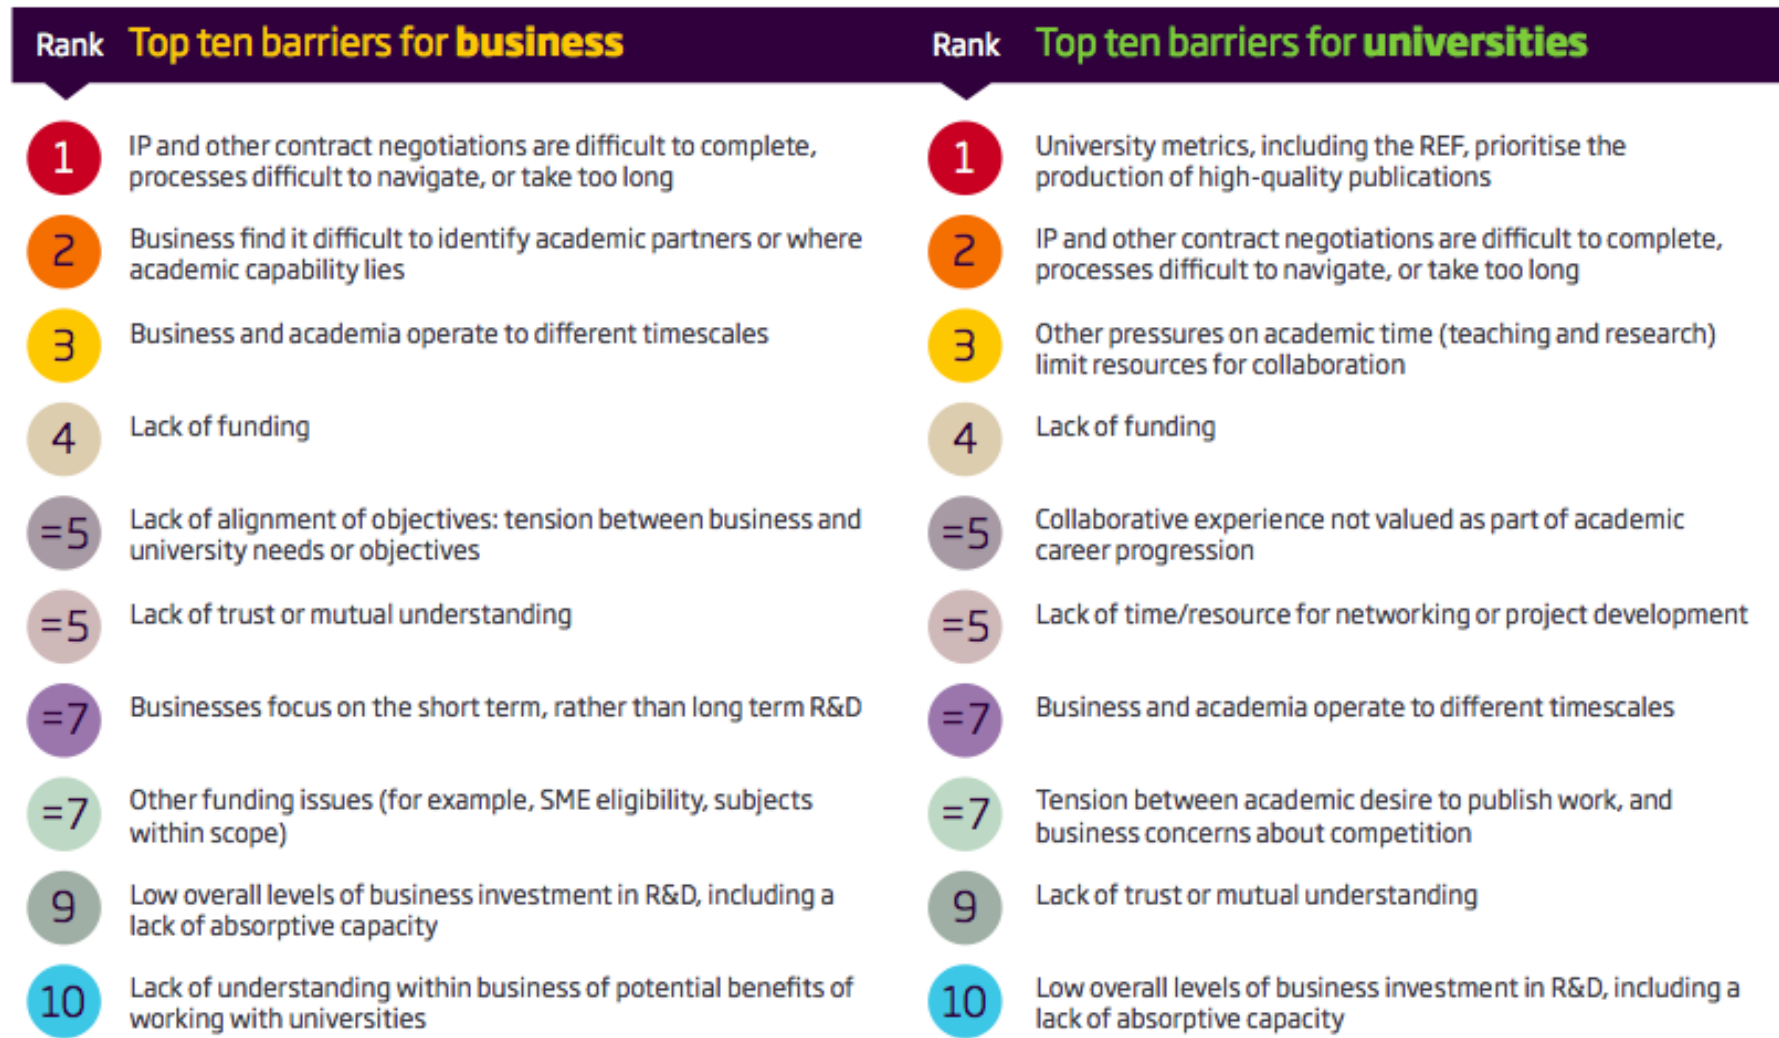 Rank Top ten barriers for business
1
IP and other contract negotiations are difficult to complete,
processes difficult to navigate, or take too long
2
Business find it difficult to identify academic partners or where
academic capability lies
3
Business and academia operate to different timescales
4
Lack of funding
=5
Lack of alignment of objectives: tension between business and
university needs or objectives
=5
Lack of trust or mutual understanding
=7
Businesses focus on the short term, rather than long term R&D
=7
Other funding issues (for example, SME eligibility, subjects
within scope)
9
Low overall levels of business investment in R&D, including a
lack of absorptive capacity
10
Lack of understanding within business of potential benefits of
working with universities
Rank Top ten barriers for universities
1
University metrics, including the REF, prioritise the
production of high-quality publications
2
IP and other contract negotiations are difficult to complete,
processes difficult to navigate, or take too long
3
Other pressures on academic time (teaching and research)
limit resources for collaboration
4
Lack of funding
=5
Collaborative experience not valued as part of academic
career progression
=5
Lack of time/resource for networking or project development
=7
Business and academia operate to different timescales
=7
Tension between academic desire to publish work, and
business concerns about competition
9
Lack of trust or mutual understanding
10
Low overall levels of business investment in R&D, including a
lack of absorptive capacity